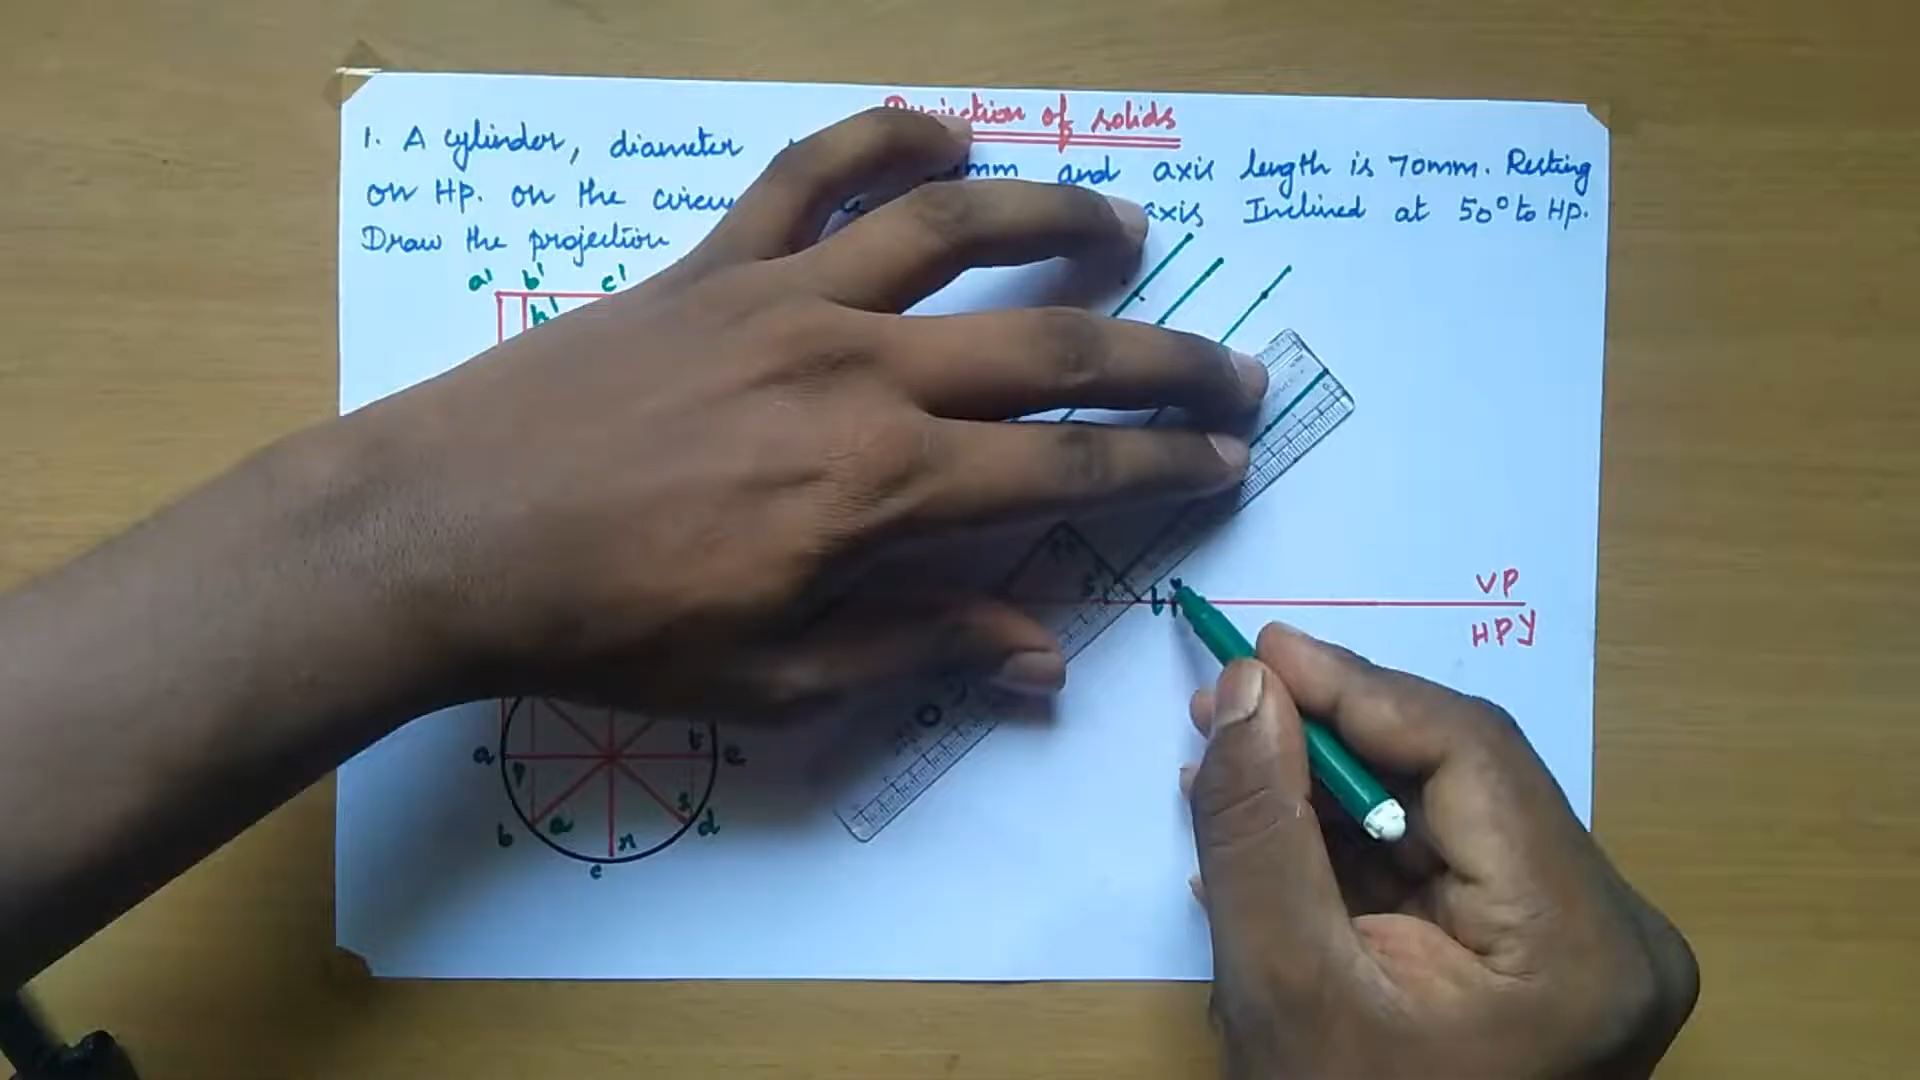 of solids
1. A cylinder, diameter mm and axis length is 70mm. Resting
on HP. on the axis Inclined at 50° to HP.
Draw the projection
a' b' c'
h'
VP
HP y
a p t e
b a s d
c r